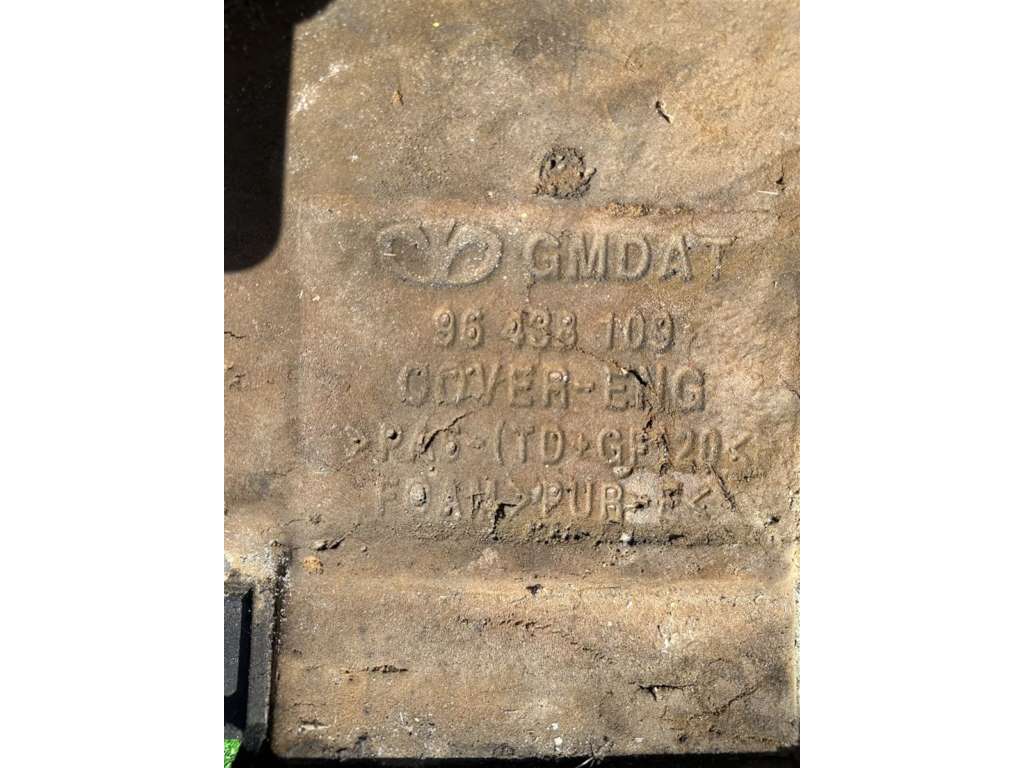 GMDAT
96 433 109
COVER-ENG
>PA6-(TD+GF)20<
FOAM >PUR-F<